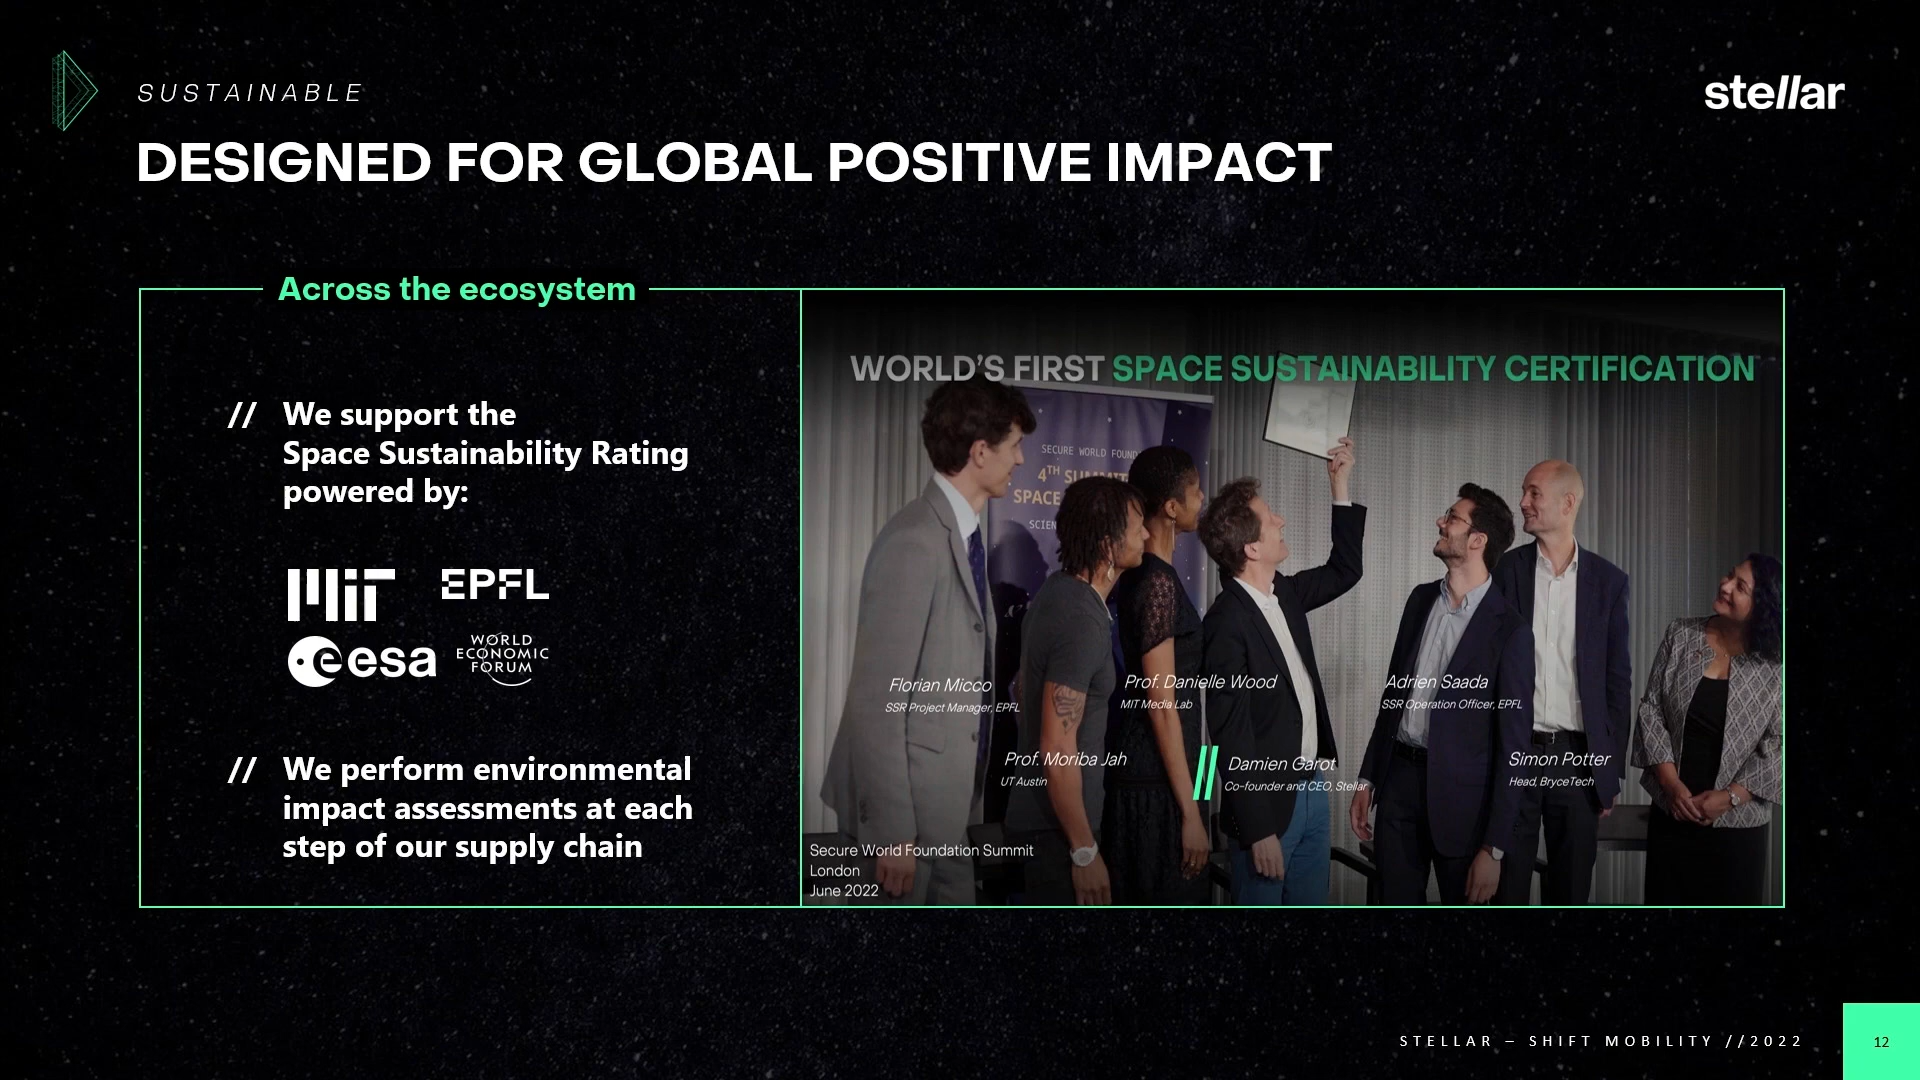 SUSTAINABLE
stellar
DESIGNED FOR GLOBAL POSITIVE IMPACT
Across the ecosystem
// We support the
Space Sustainability Rating
powered by:
MIT EPFL
esa
WORLD
ECONOMIC
FORUM
// We perform environmental
impact assessments at each
step of our supply chain
WORLD'S FIRST SPACE SUSTAINABILITY CERTIFICATION
SECURE WORLD
4TH SUMMIT
SPACE
Florian Micco
SSR Project Manager, EPFL
Prof. Danielle Wood
MIT Media Lab
Adrien Saada
SSR Operation Officer, EPFL
Prof. Moriba Jah
UT Austin
// Damien Garot
Co-founder and CEO, Stellar
Simon Potter
Head, BryceTech
Secure World Foundation Summit
London
June 2022
STELLAR – SHIFT MOBILITY //2022
12